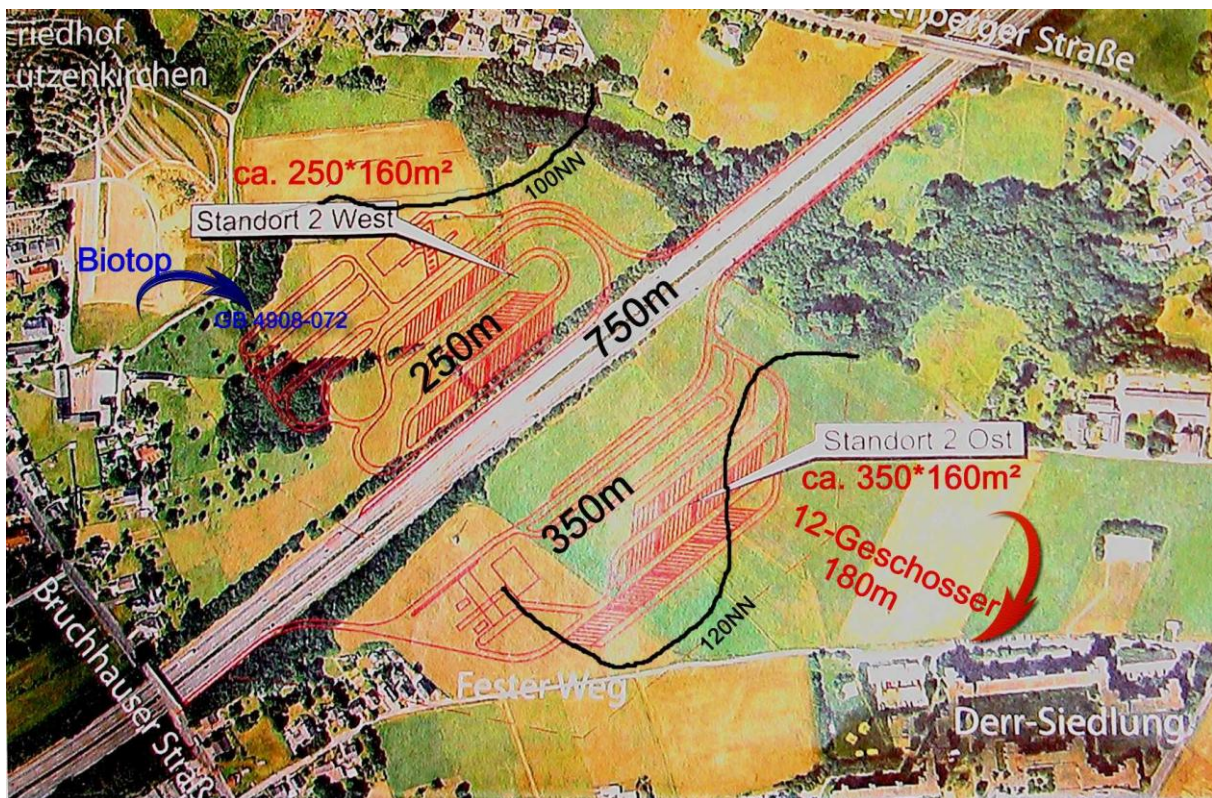 riedhof
ützenkirchen
tenberger Straße
ca. 250*160m²
100NN
Standort 2 West
Biotop
GB 4908-072
250m
750m
Standort 2 Ost
ca. 350*160m²
350m
12-Geschosser
180m
120NN
Bruchhauser Straß
Fester Weg
Derr-Siedlung